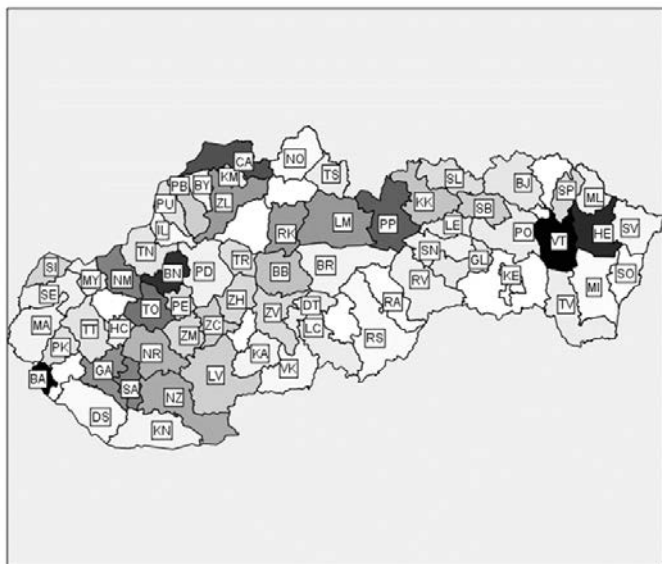 CA
NO
KM
TS
PB
BY
PU
ZL
SL
BJ
SP
ML
KK
SB
IL
RK
LM
PP
LE
PO
VT
HE
SV
TN
TR
SN
GL
SI
MY
NM
BN
PD
BB
BR
RV
KE
MI
SO
SE
TO
PE
ZH
DT
RA
TV
MA
TT
HC
ZM
ZC
ZV
LC
RS
PK
NR
KA
BA
GA
SA
NZ
LV
VK
DS
KN